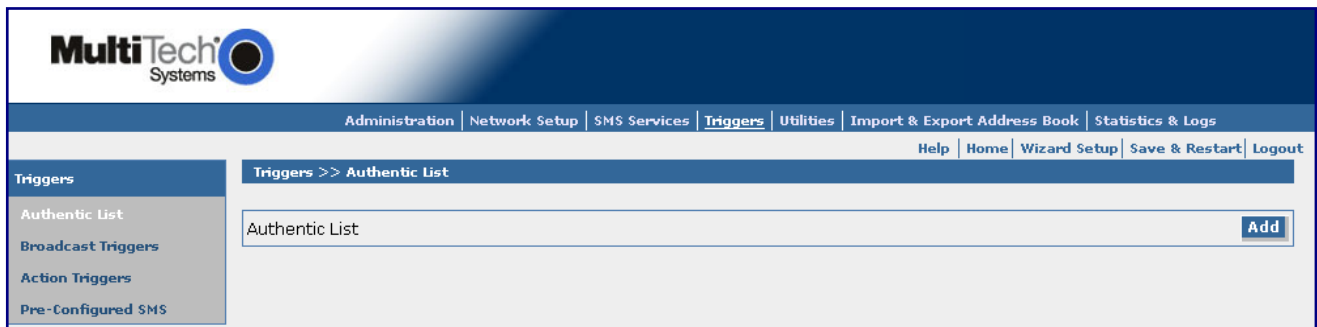 MultiTech
Systems
Administration | Network Setup | SMS Services | Triggers | Utilities | Import & Export Address Book | Statistics & Logs
Help | Home | Wizard Setup | Save & Restart | Logout
Triggers
Triggers >> Authentic List
Authentic List
Broadcast Triggers
Action Triggers
Pre-Configured SMS
Authentic List
Add